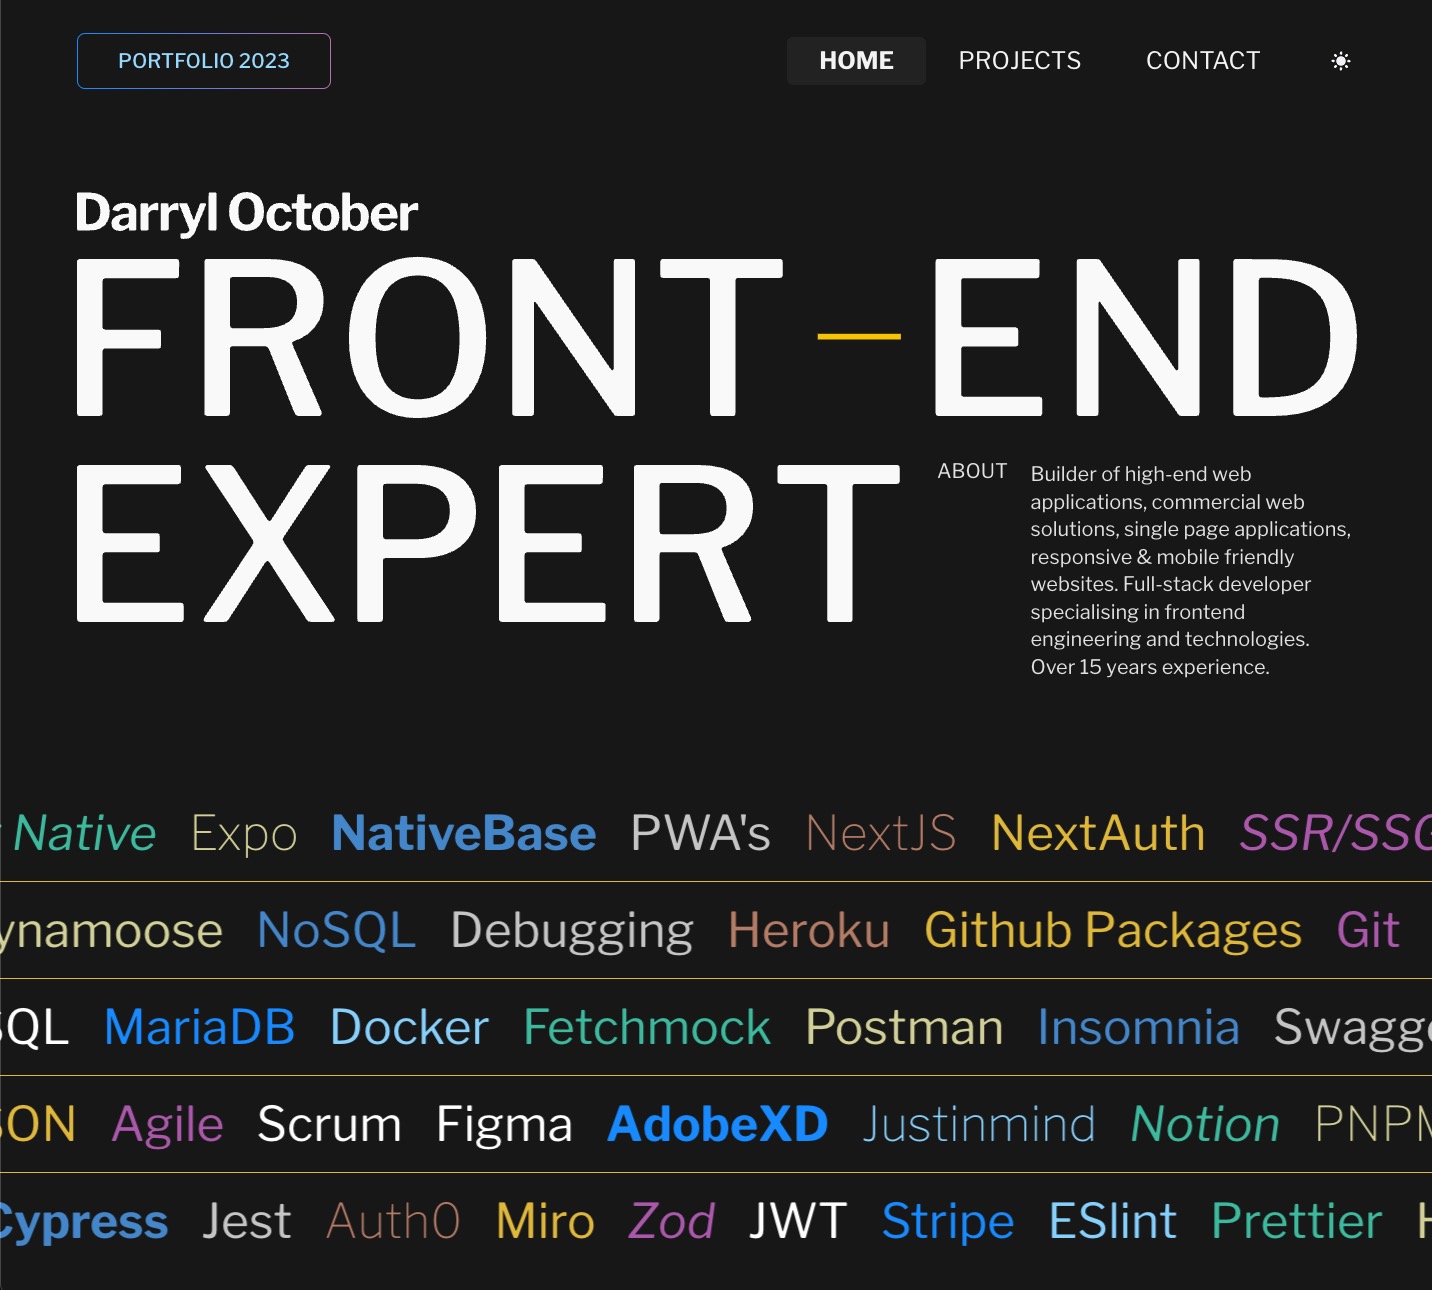 PORTFOLIO 2023
HOME PROJECTS CONTACT
Darryl October
FRONT — END
EXPERT
ABOUT
Builder of high-end web
applications, commercial web
solutions, single page applications,
responsive & mobile friendly
websites. Full-stack developer
specialising in frontend
engineering and technologies.
Over 15 years experience.
Native Expo NativeBase PWA's NextJS NextAuth SSR/SSG
ynamoose NoSQL Debugging Heroku Github Packages Git
QL MariaDB Docker Fetchmock Postman Insomnia Swagge
ON Agile Scrum Figma AdobeXD Justinmind Notion PNPM
Cypress Jest Auth0 Miro Zod JWT Stripe ESlint Prettier